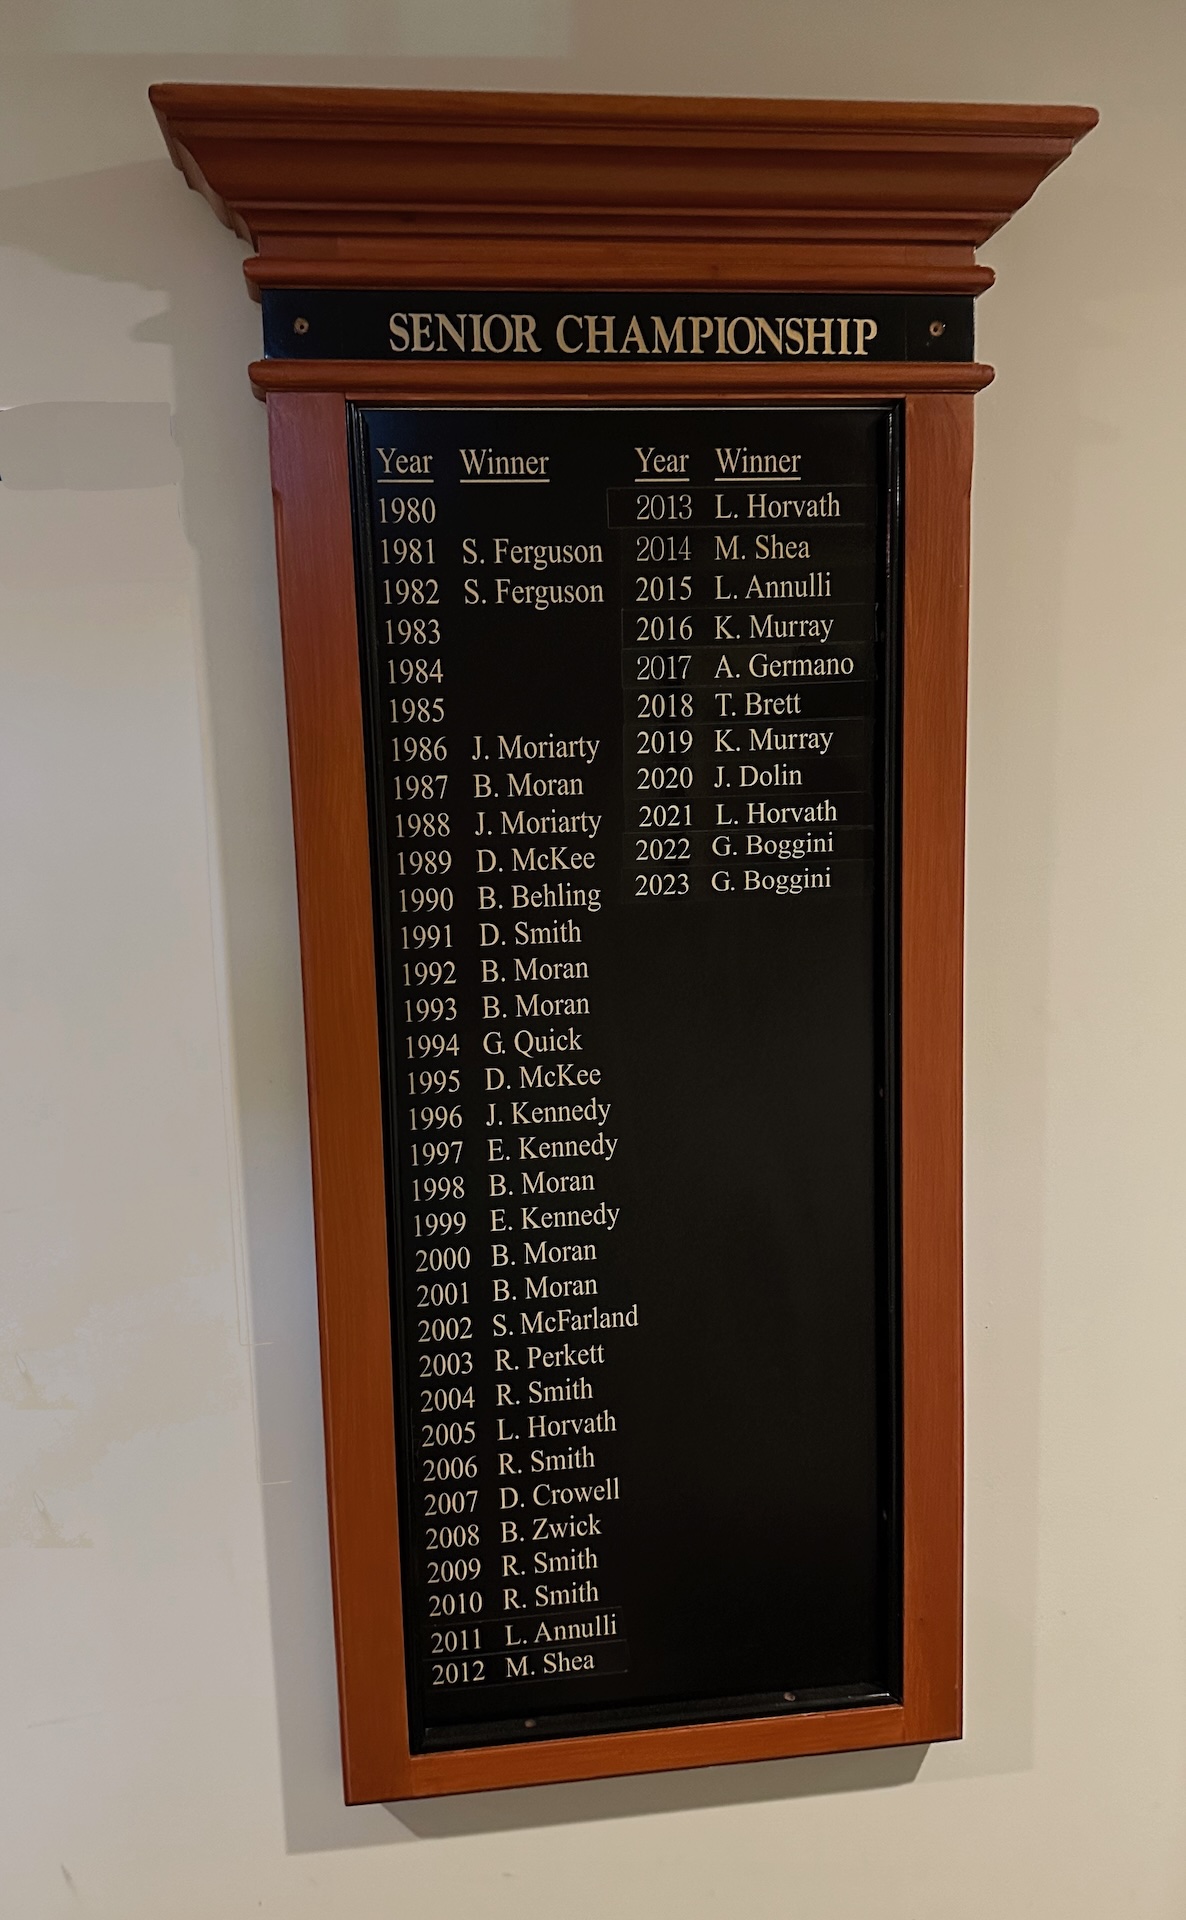 SENIOR CHAMPIONSHIP
Year Winner
1980
1981 S. Ferguson
1982 S. Ferguson
1983
1984
1985
1986 J. Moriarty
1987 B. Moran
1988 J. Moriarty
1989 D. McKee
1990 B. Behling
1991 D. Smith
1992 B. Moran
1993 B. Moran
1994 G. Quick
1995 D. McKee
1996 J. Kennedy
1997 E. Kennedy
1998 B. Moran
1999 E. Kennedy
2000 B. Moran
2001 B. Moran
2002 S. McFarland
2003 R. Perkett
2004 R. Smith
2005 L. Horvath
2006 R. Smith
2007 D. Crowell
2008 B. Zwick
2009 R. Smith
2010 R. Smith
2011 L. Annulli
2012 M. Shea
Year Winner
2013 L. Horvath
2014 M. Shea
2015 L. Annulli
2016 K. Murray
2017 A. Germano
2018 T. Brett
2019 K. Murray
2020 J. Dolin
2021 L. Horvath
2022 G. Boggini
2023 G. Boggini